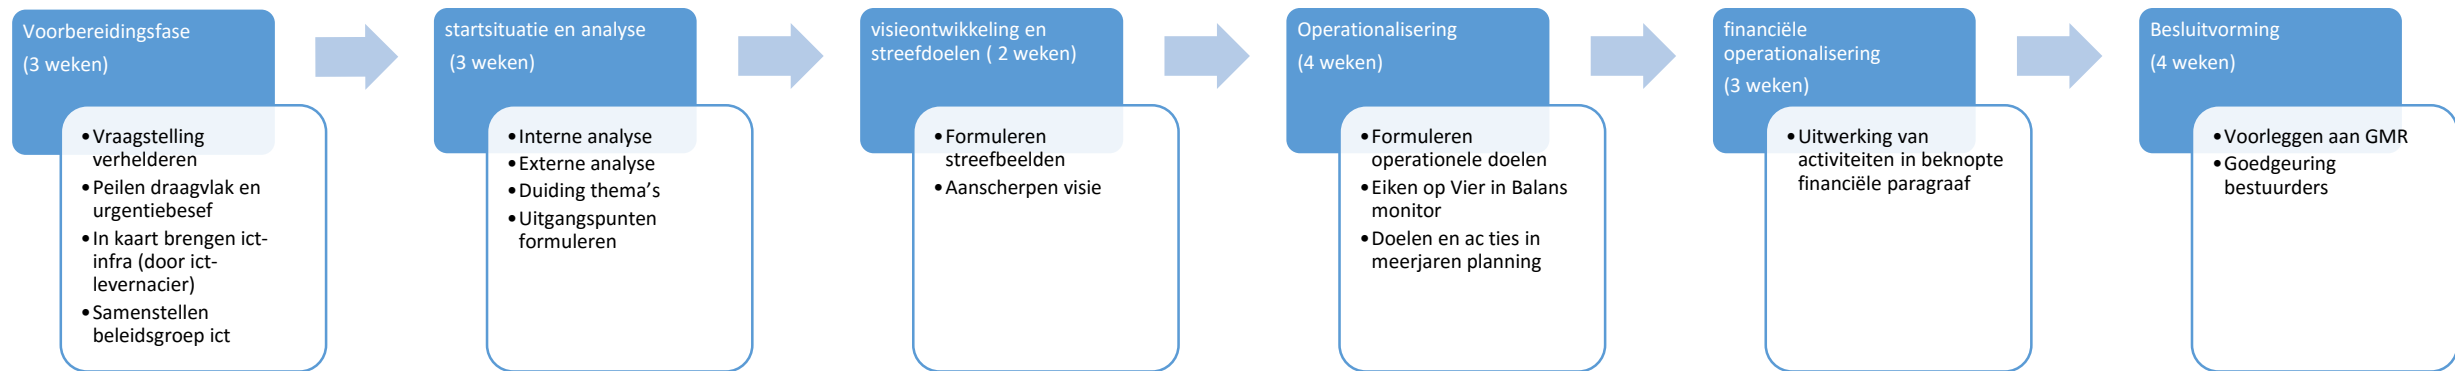 Voorbereidingsfase
(3 weken)
•Vraagstelling
verhelderen
•Peilen draagvlak en
urgentiebesef
•In kaart brengen ict-
infra (door ict-
levernacier)
•Samenstellen
beleidsgroep ict
startsituatie en analyse
(3 weken)
•Interne analyse
•Externe analyse
•Duiding thema's
•Uitgangspunten
formuleren
visieontwikkeling en
streefdoelen ( 2 weken)
•Formuleren
streefbeelden
•Aanscherpen visie
Operationalisering
(4 weken)
•Formuleren
operationele doelen
•Eiken op Vier in Balans
monitor
•Doelen en ac ties in
meerjaren planning
financiële
operationalisering
(3 weken)
•Uitwerking van
activiteiten in beknopte
financiële paragraaf
Besluitvorming
(4 weken)
•Voorleggen aan GMR
•Goedgeuring
bestuurders